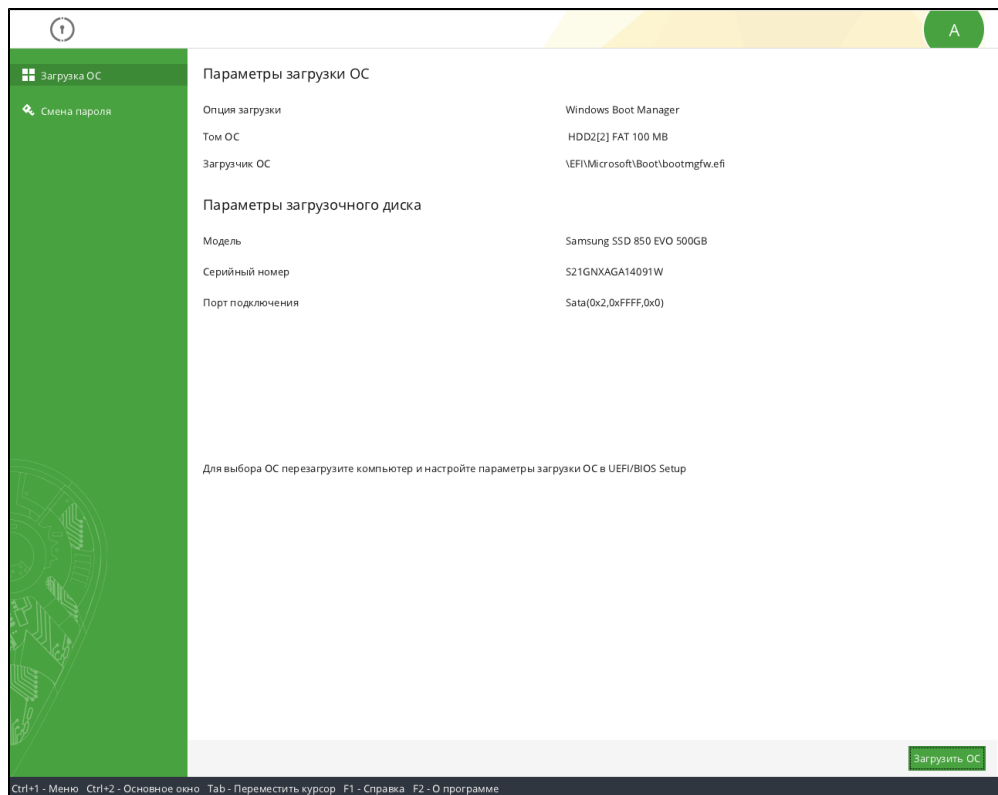 A
Загрузка ОС
Смена пароля
Параметры загрузки ОС
Опция загрузки Windows Boot Manager
Том ОС HDD2[2] FAT 100 MB
Загрузчик ОС \EFI\Microsoft\Boot\bootmgfw.efi
Параметры загрузочного диска
Модель Samsung SSD 850 EVO 500GB
Серийный номер S21GNXAGA14091W
Порт подключения Sata(0x2,0xFFFF,0x0)
Для выбора ОС перезагрузите компьютер и настройте параметры загрузки ОС в UEFI/BIOS Setup
Загрузить ОС
Ctrl+1 - Меню Ctrl+2 - Основное окно Tab - Переместить курсор F1 - Справка F2 - О программе